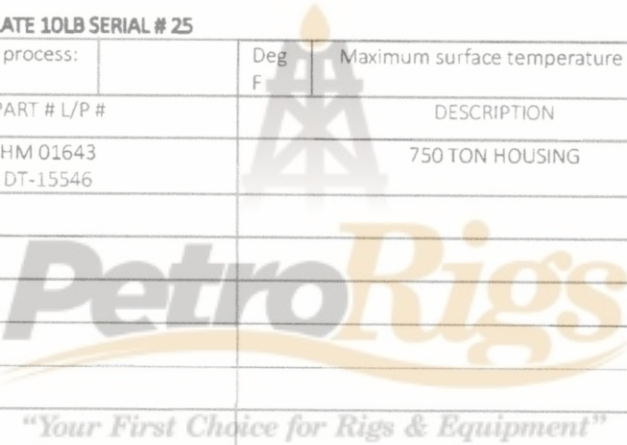 ATE 10LB SERIAL # 25
process:
Deg F
Maximum surface temperature
PART # L/P #
DESCRIPTION
HM 01643
DT-15546
750 TON HOUSING
PetroRigs
"Your First Choice for Rigs & Equipment"